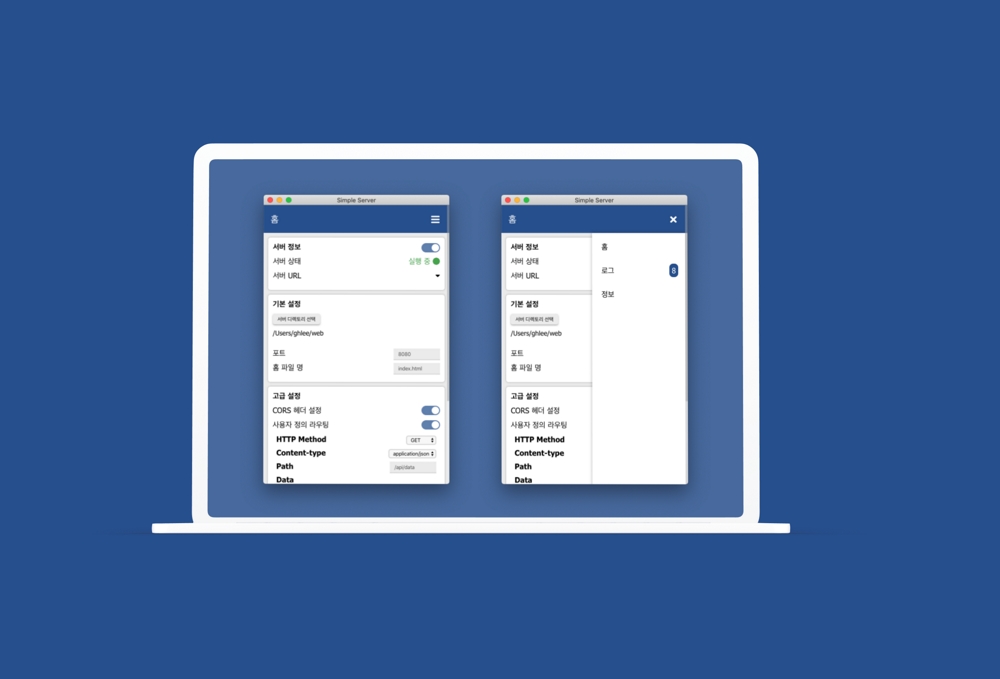 Simple Server
홈
서버 정보
서버 상태 실행 중
서버 URL
기본 설정
서버 디렉토리 선택
/Users/ghlee/web
포트 8080
홈 파일 명 index.html
고급 설정
CORS 헤더 설정
사용자 정의 라우팅
HTTP Method GET
Content-type application/json
Path /api/data
Data
Simple Server
홈
서버 정보
서버 상태
서버 URL
기본 설정
서버 디렉토리 선택
/Users/ghlee/web
포트
홈 파일 명
고급 설정
CORS 헤더 설정
사용자 정의 라우팅
HTTP Method
Content-type
Path
Data
홈
로그 8
정보